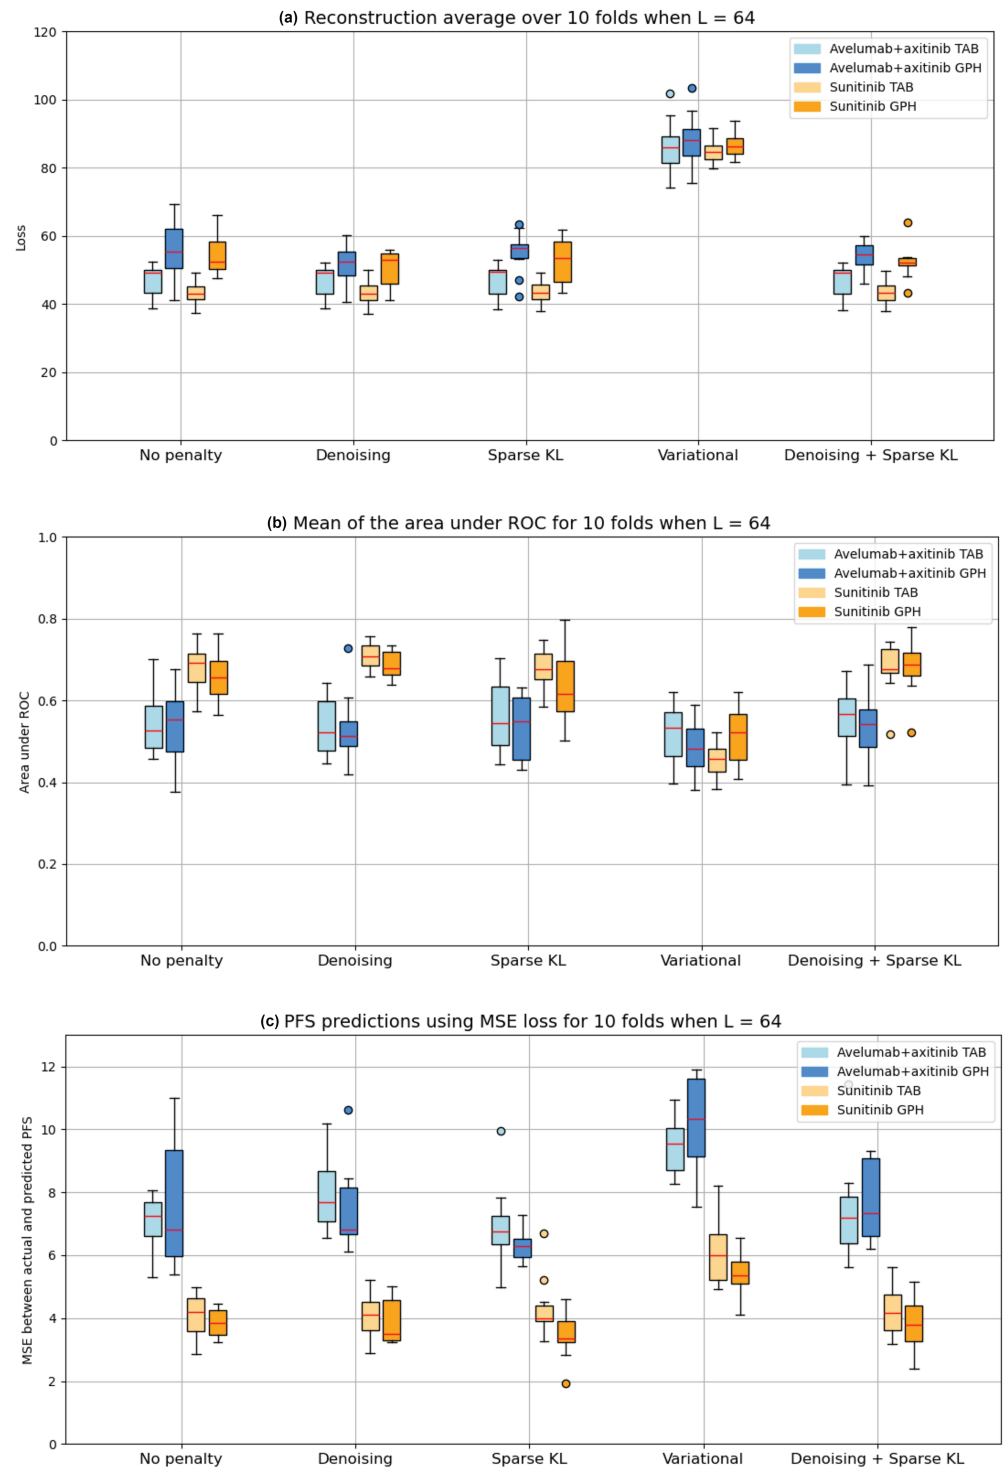 (a) Reconstruction average over 10 folds when L = 64
120
100
80
60
40
20
0
Loss
Avelumab+axitinib TAB
Avelumab+axitinib GPH
Sunitinib TAB
Sunitinib GPH
No penalty
Denoising
Sparse KL
Variational
Denoising + Sparse KL
(b) Mean of the area under ROC for 10 folds when L = 64
1.0
0.8
0.6
0.4
0.2
0.0
Area under ROC
Avelumab+axitinib TAB
Avelumab+axitinib GPH
Sunitinib TAB
Sunitinib GPH
No penalty
Denoising
Sparse KL
Variational
Denoising + Sparse KL
(c) PFS predictions using MSE loss for 10 folds when L = 64
12
10
8
6
4
2
0
MSE between actual and predicted PFS
Avelumab+axitinib TAB
Avelumab+axitinib GPH
Sunitinib TAB
Sunitinib GPH
No penalty
Denoising
Sparse KL
Variational
Denoising + Sparse KL